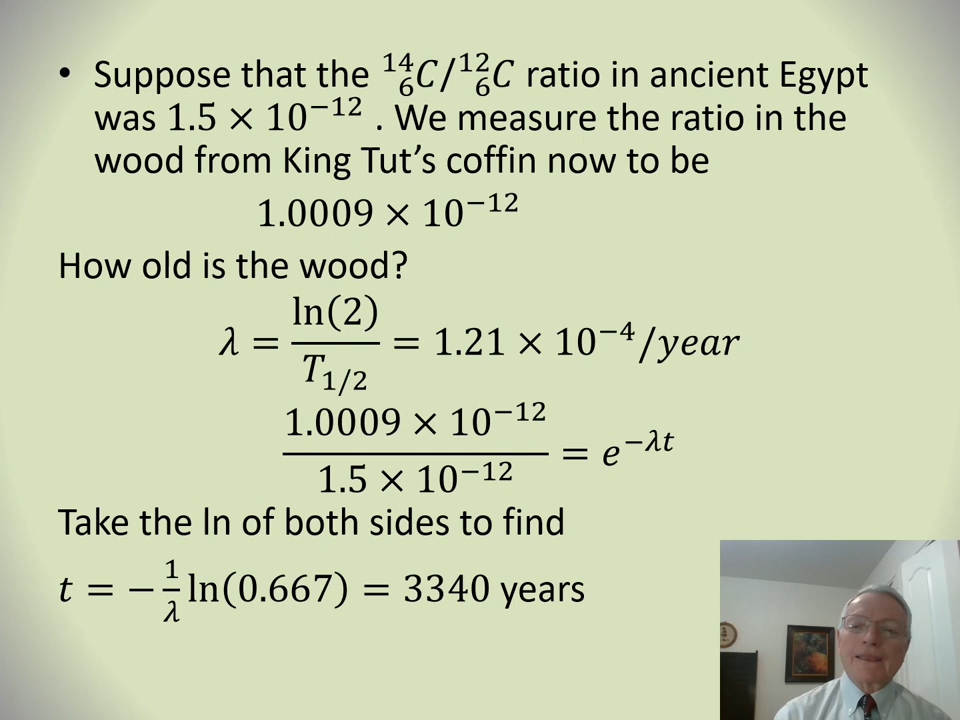 • Suppose that the ¹⁴₆C/¹²₆C ratio in ancient Egypt
was 1.5 × 10⁻¹² . We measure the ratio in the
wood from King Tut’s coffin now to be
1.0009 × 10⁻¹²
How old is the wood?
λ = ln(2)/T₁/₂ = 1.21 × 10⁻⁴/year
1.0009 × 10⁻¹²/1.5 × 10⁻¹² = e^−λt
Take the ln of both sides to find
t = −1/λ ln(0.667) = 3340 years